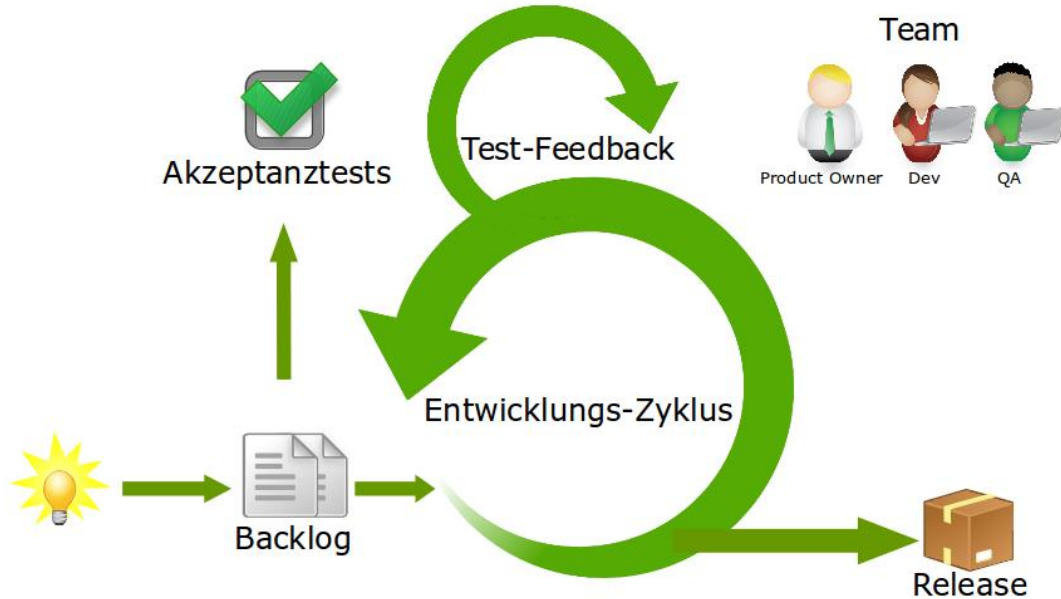 Team
Akzeptanztests
Test-Feedback
Product Owner
Dev
QA
Entwicklungs-Zyklus
Backlog
Release